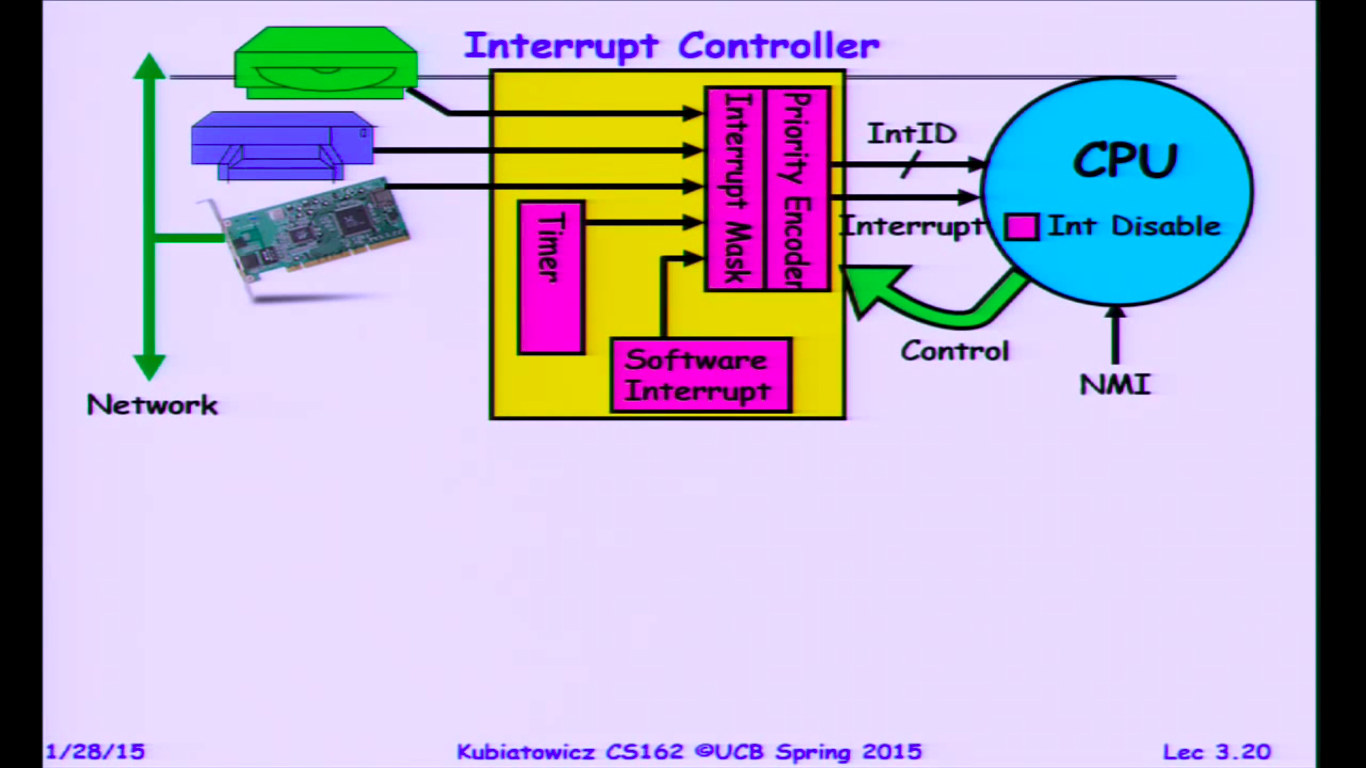 Interrupt Controller
Interrupt Mask
Priority Encoder
IntID
CPU
Interrupt
Int Disable
Timer
Software
Interrupt
Control
NMI
Network
1/28/15
Kubiatowicz CS162 ©UCB Spring 2015
Lec 3.20